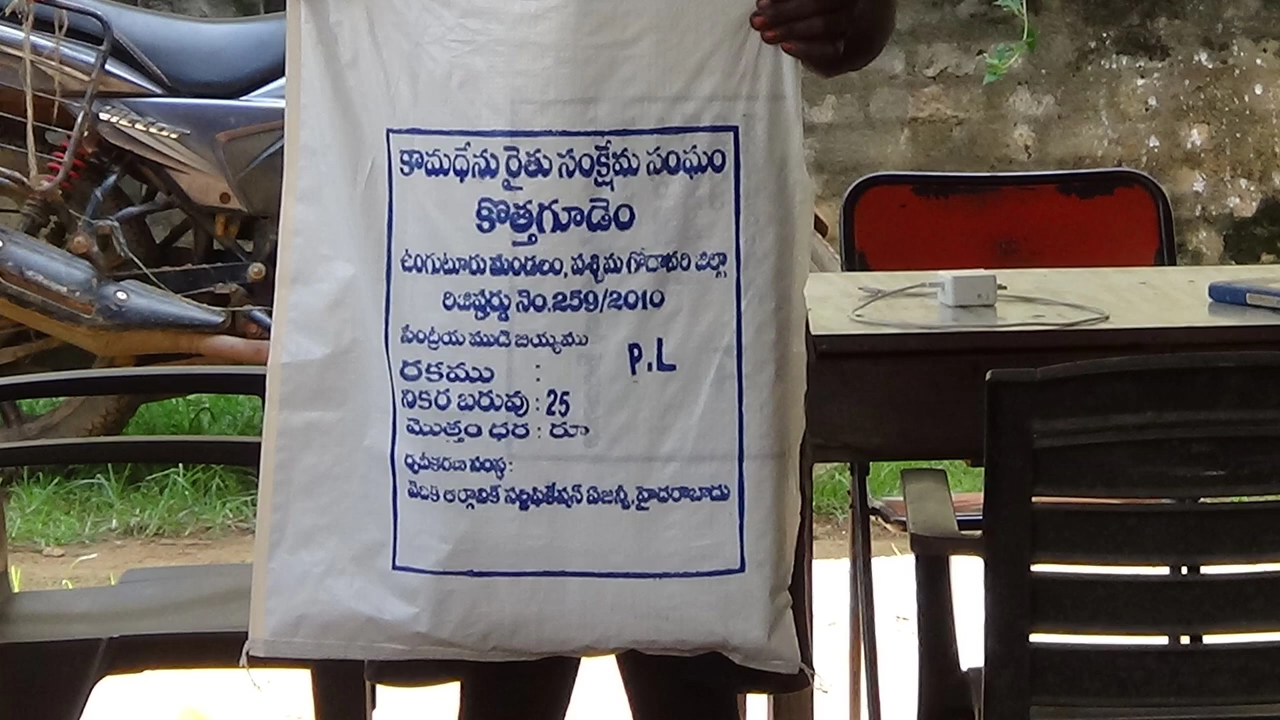 కామధేను రైతు సంక్షేమ సంఘం
కొత్తగూడెం
ఉంగుటూరు మండలం, పశ్చిమ గోదావరి జిల్లా
రిజిష్టర్డు నెం.259/2010
సేంద్రీయ ముడి బియ్యము
P.L
రకము :
నికర బరువు : 25
మొత్తం ధర : రూ
ధృవీకరణ సంస్థ :
వేదిక ఆర్గానిక్ సర్టిఫికేషన్ ఏజన్సీ, హైదరాబాదు